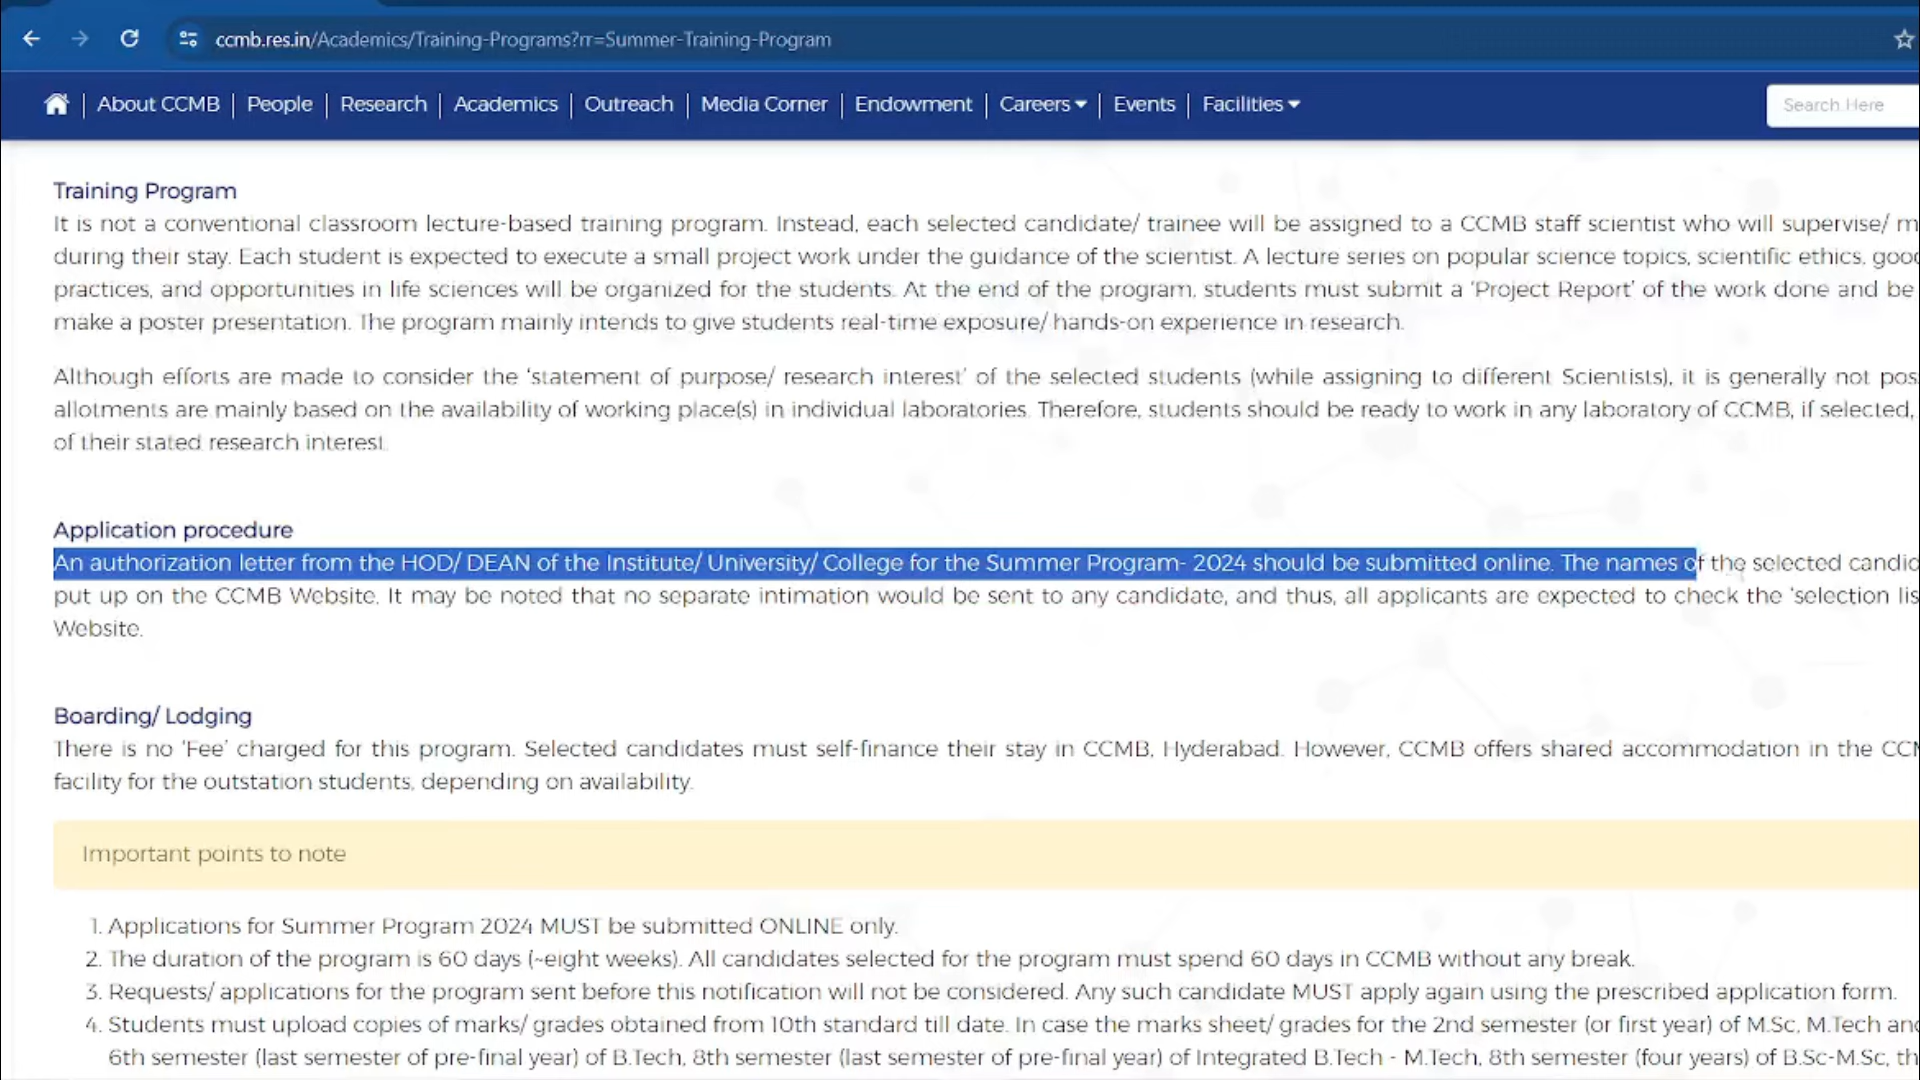 ccmb.res.in/Academics/Training-Programs?rr=Summer-Training-Program
About CCMB | People | Research | Academics | Outreach | Media Corner | Endowment | Careers | Events | Facilities
Search Here
Training Program
It is not a conventional classroom lecture-based training program. Instead, each selected candidate/ trainee will be assigned to a CCMB staff scientist who will supervise/ m
during their stay. Each student is expected to execute a small project work under the guidance of the scientist. A lecture series on popular science topics, scientific ethics, good
practices, and opportunities in life sciences will be organized for the students. At the end of the program, students must submit a 'Project Report' of the work done and be
make a poster presentation. The program mainly intends to give students real-time exposure/ hands-on experience in research.
Although efforts are made to consider the 'statement of purpose/ research interest' of the selected students (while assigning to different Scientists), it is generally not pos
allotments are mainly based on the availability of working place(s) in individual laboratories. Therefore, students should be ready to work in any laboratory of CCMB, if selected,
of their stated research interest.
Application procedure
An authorization letter from the HOD/ DEAN of the Institute/ University/ College for the Summer Program- 2024 should be submitted online. The names of the selected candid
put up on the CCMB Website. It may be noted that no separate intimation would be sent to any candidate, and thus, all applicants are expected to check the 'selection lis
Website.
Boarding/ Lodging
There is no 'Fee' charged for this program. Selected candidates must self-finance their stay in CCMB, Hyderabad. However, CCMB offers shared accommodation in the CCM
facility for the outstation students, depending on availability.
Important points to note
1. Applications for Summer Program 2024 MUST be submitted ONLINE only.
2. The duration of the program is 60 days (~eight weeks). All candidates selected for the program must spend 60 days in CCMB without any break.
3. Requests/ applications for the program sent before this notification will not be considered. Any such candidate MUST apply again using the prescribed application form.
4. Students must upload copies of marks/ grades obtained from 10th standard till date. In case the marks sheet/ grades for the 2nd semester (or first year) of M.Sc, M.Tech and
6th semester (last semester of pre-final year) of B.Tech, 8th semester (last semester of pre-final year) of Integrated B.Tech - M.Tech, 8th semester (four years) of B.Sc-M.Sc, th